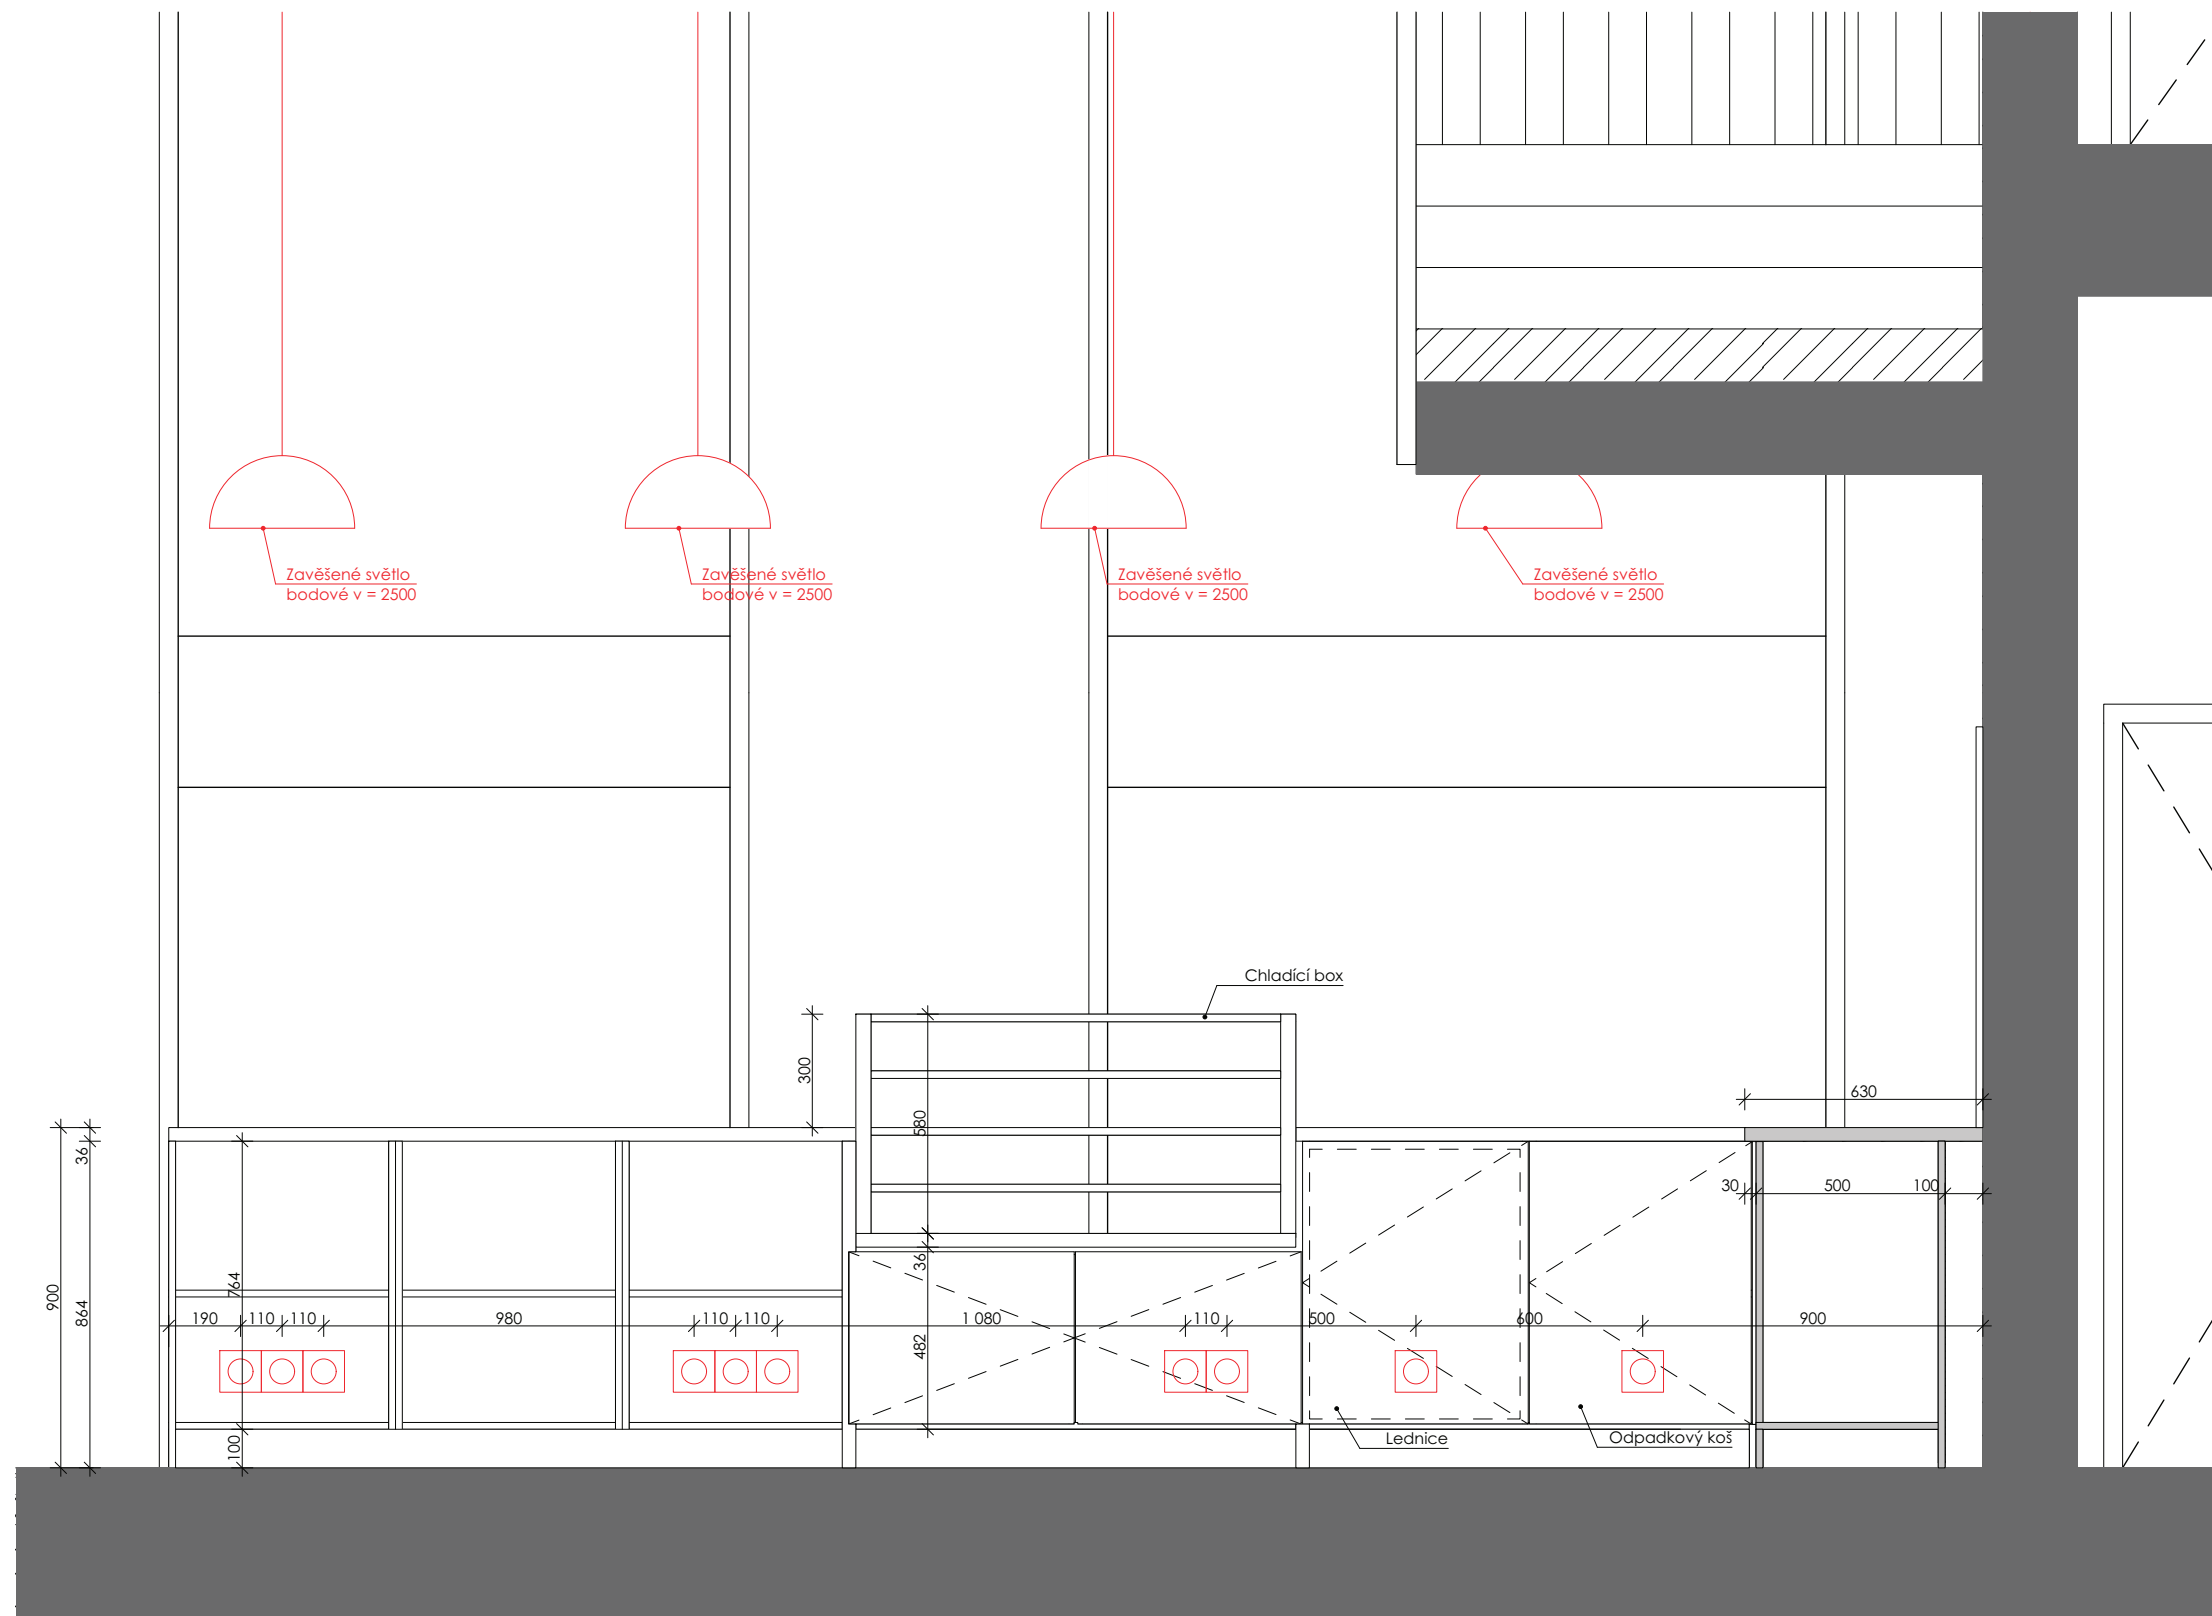 Zavěšené světlo
bodové v = 2500
Zavěšené světlo
bodové v = 2500
Zavěšené světlo
bodové v = 2500
Zavěšené světlo
bodové v = 2500
Chladící box
300
580
630
36
30
500
100
36
764
900
864
482
190
110
110
980
110
110
1 080
110
500
600
900
100
Lednice
Odpadkový koš